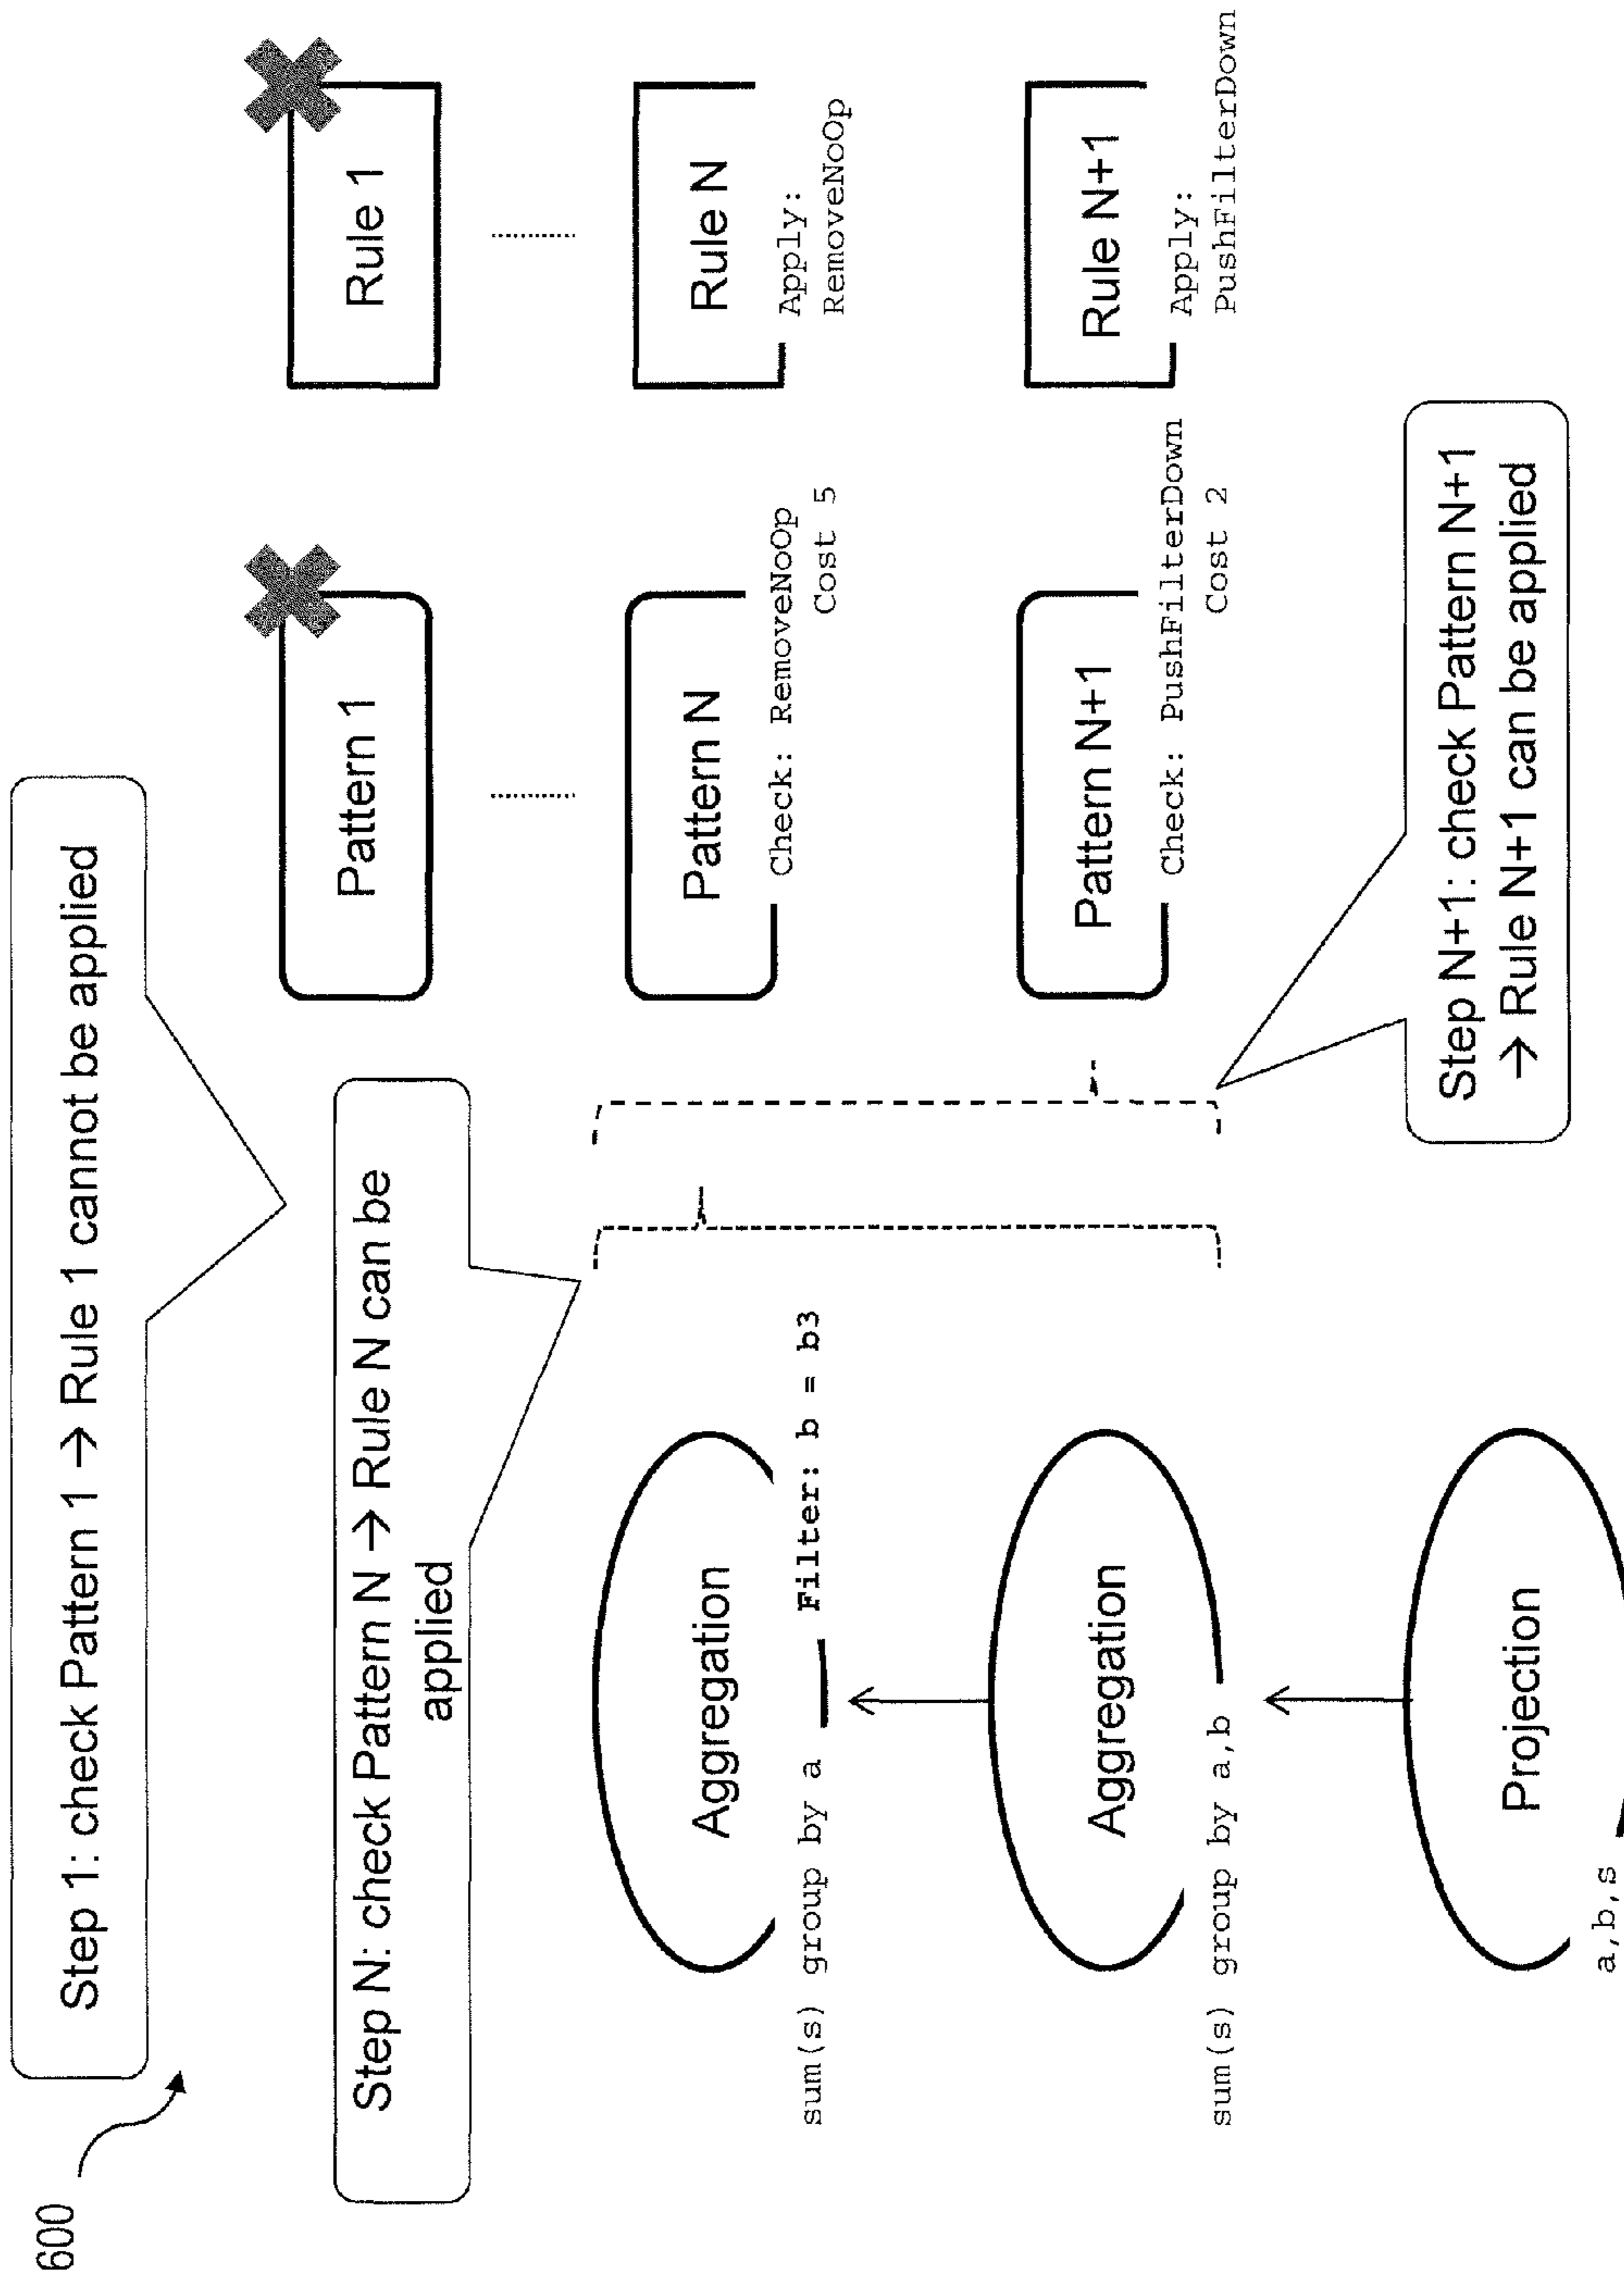 600
Step 1: check Pattern 1 → Rule 1 cannot be applied
Step N: check Pattern N → Rule N can be
applied
Pattern 1
Rule 1
Aggregation
sum(s) group by a
Filter: b = b3
Pattern N
Check: RemoveNoOp
Cost 5
Rule N
Apply:
RemoveNoOp
Aggregation
sum(s) group by a,b
Pattern N+1
Check: PushFilterDown
Cost 2
Rule N+1
Apply:
PushFilterDown
Projection
a,b,s
Step N+1: check Pattern N+1
→ Rule N+1 can be applied